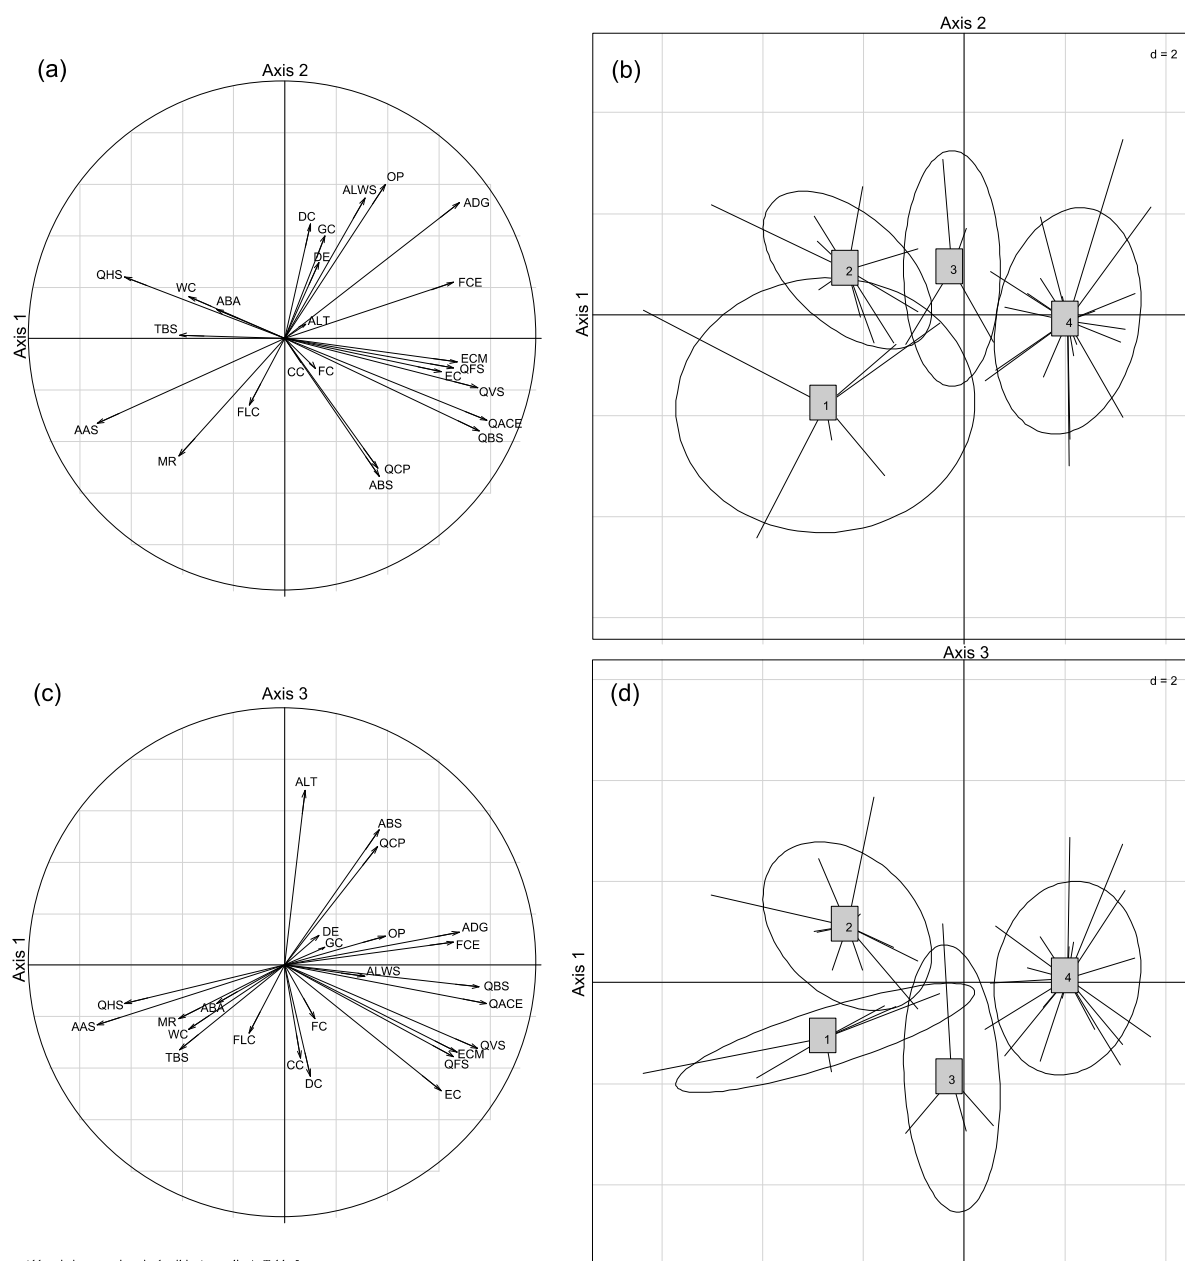 (a)
Axis 2
Axis 1
OP
ALWS
ADG
DC
GC
DE
QHS
WC
FCE
ABA
ALT
TBS
ECM
CC
FC
QFS
EC
QVS
FLC
AAS
QACE
QBS
MR
QCP
ABS
Axis 2
(b)
d = 2
Axis 1
2
3
4
1
(c)
Axis 3
Axis 1
ALT
ABS
QCP
DE
OP
ADG
GC
FCE
ALWS
QBS
QHS
ABA
QACE
AAS
MR
FC
WC
FLC
QVS
TBS
ECM
CC
QFS
DC
EC
Axis 3
(d)
d = 2
Axis 1
2
4
1
3